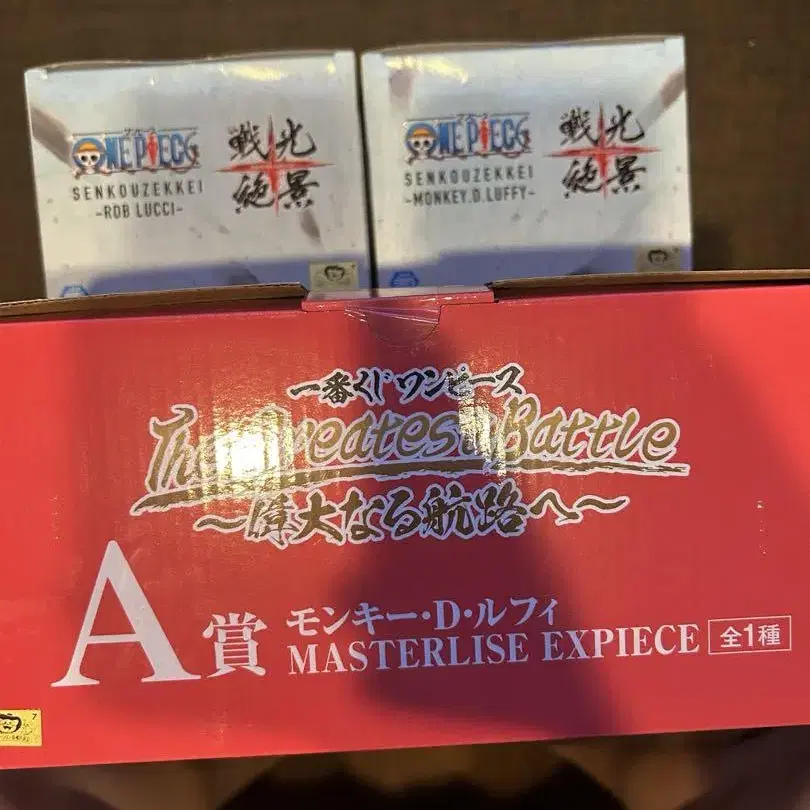 ONE PIECE
戦光絶景
SENKOUZEKKEI
-ROB LUCCI-
ONE PIECE
戦光絶景
SENKOUZEKKEI
-MONKEY.D.LUFFY-
一番くじ ワンピース
The Greatest Battle
~偉大なる航路へ~
A賞
モンキー・D・ルフィ
MASTERLISE EXPIECE 全1種
7